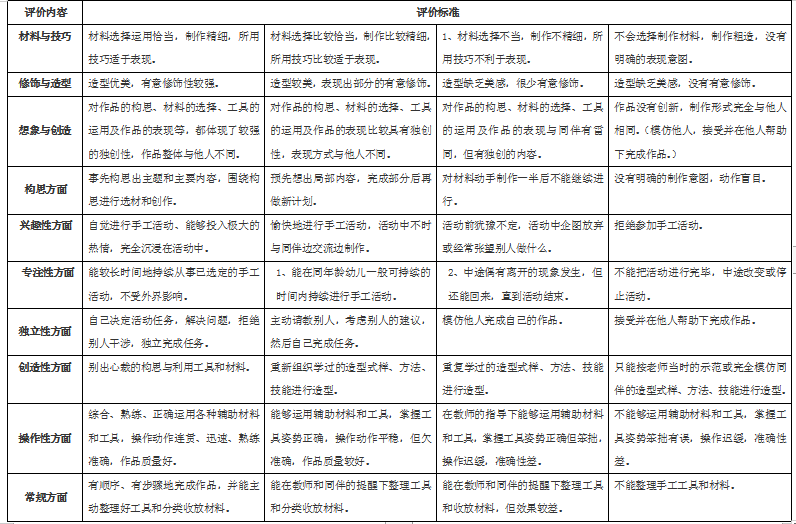 评价内容
评价标准
材料与技巧
材料选择运用恰当，制作精细，所用技巧适于表现。
材料选择比较恰当，制作比较精细，所用技巧比较适于表现。
1、材料选择不当，制作不精细，所用技巧不利于表现。
不会选择制作材料，制作粗糙，没有明确的表现意图。
修饰与造型
造型优美，有意修饰性较强。
造型较美，表现出部分的有意修饰。
造型缺乏美感，很少有意修饰。
造型缺乏美感，没有有意修饰。
想象与创造
对作品的构思、材料的选择、工具的运用及作品的表现等，都体现了较强的独创性，作品整体与他人不同。
对作品的构思、材料的选择、工具的运用及作品的表现比较具有独创性，表现方式与他人不同。
对作品的构思、材料的选择、工具的运用及作品的表现与同伴有雷同，但有独创的内容。
作品没有创新，制作形式完全与他人相同。（模仿他人，接受并在他人帮助下完成作品。）
构思方面
事先构思出主题和主要内容，围绕构思进行选材和创作。
预先想出局部内容，完成部分后再做新计划。
对材料动手制作一半后不能继续进行。
没有明确的制作意图，动作盲目。
兴趣性方面
自觉进行手工活动、能够投入极大的热情，完全沉浸在活动中。
愉快地进行手工活动，活动中不时与同伴边交流边制作。
活动前犹豫不定，活动中企图放弃或经常张望别人做什么。
拒绝参加手工活动。
专注性方面
能较长时间地持续从事已选定的手工活动，不受外界影响。
1、能在同年龄幼儿一般可持续的时间内持续进行手工活动。
2、中途偶有离开的现象发生，但还能回来，直到活动结束。
不能把活动进行完毕，中途改变或停止活动。
独立性方面
自己决定活动任务，解决问题，拒绝别人干涉，独立完成任务。
主动请教别人，考虑别人的建议，然后自己完成任务。
模仿他人完成自己的作品。
接受并在他人帮助下完成作品。
创造性方面
别出心裁的构思与利用工具和材料。
重新组织学过的造型式样、方法、技能进行造型。
重复学过的造型式样、方法、技能进行造型。
只能按老师当时的示范或完全模仿同伴的造型式样、方法、技能进行造型。
操作性方面
综合、熟练、正确运用各种辅助材料和工具，操作动作连贯、迅速、熟练准确，作品质量好。
能够运用辅助材料和工具，掌握工具姿势正确，操作动作平稳，但欠准确，作品质量较好。
在教师的指导下能够运用辅助材料和工具，掌握工具姿势正确但笨拙，操作迟缓，准确性差。
不能够运用辅助材料和工具，掌握工具姿势笨拙有误，操作迟缓，准确性差。
常规方面
有顺序、有步骤地完成作品，并能主动整理好工具和分类收放材料。
能在教师和同伴的提醒下整理工具和分类收放材料。
能在教师和同伴的提醒下整理工具和收放材料，但效果较差。
不能整理手工工具和材料。